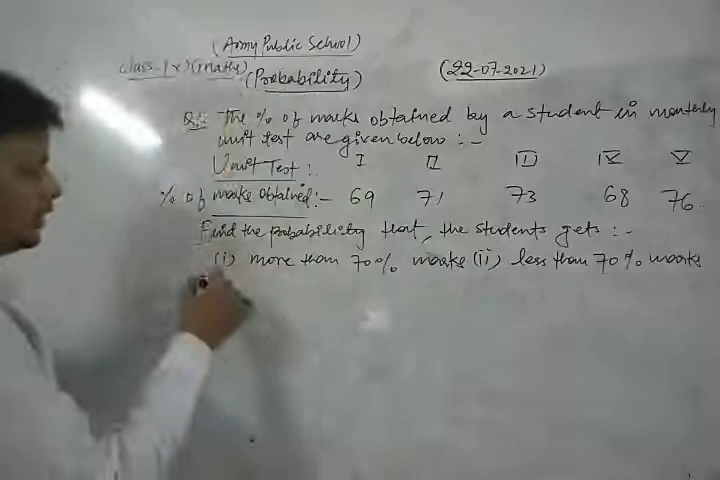 (Army Public School)
Class-IX) (Maths)
(22-07-2021)
(Probability)
Q1: The % of marks obtained by a student in monthly
unit test are given below :-
Unit Test :- I II III IV V
% of marks obtained :- 69 71 73 68 76.
Find the probability that, the students gets :-
(i) more than 70% marks (ii) less than 70% marks